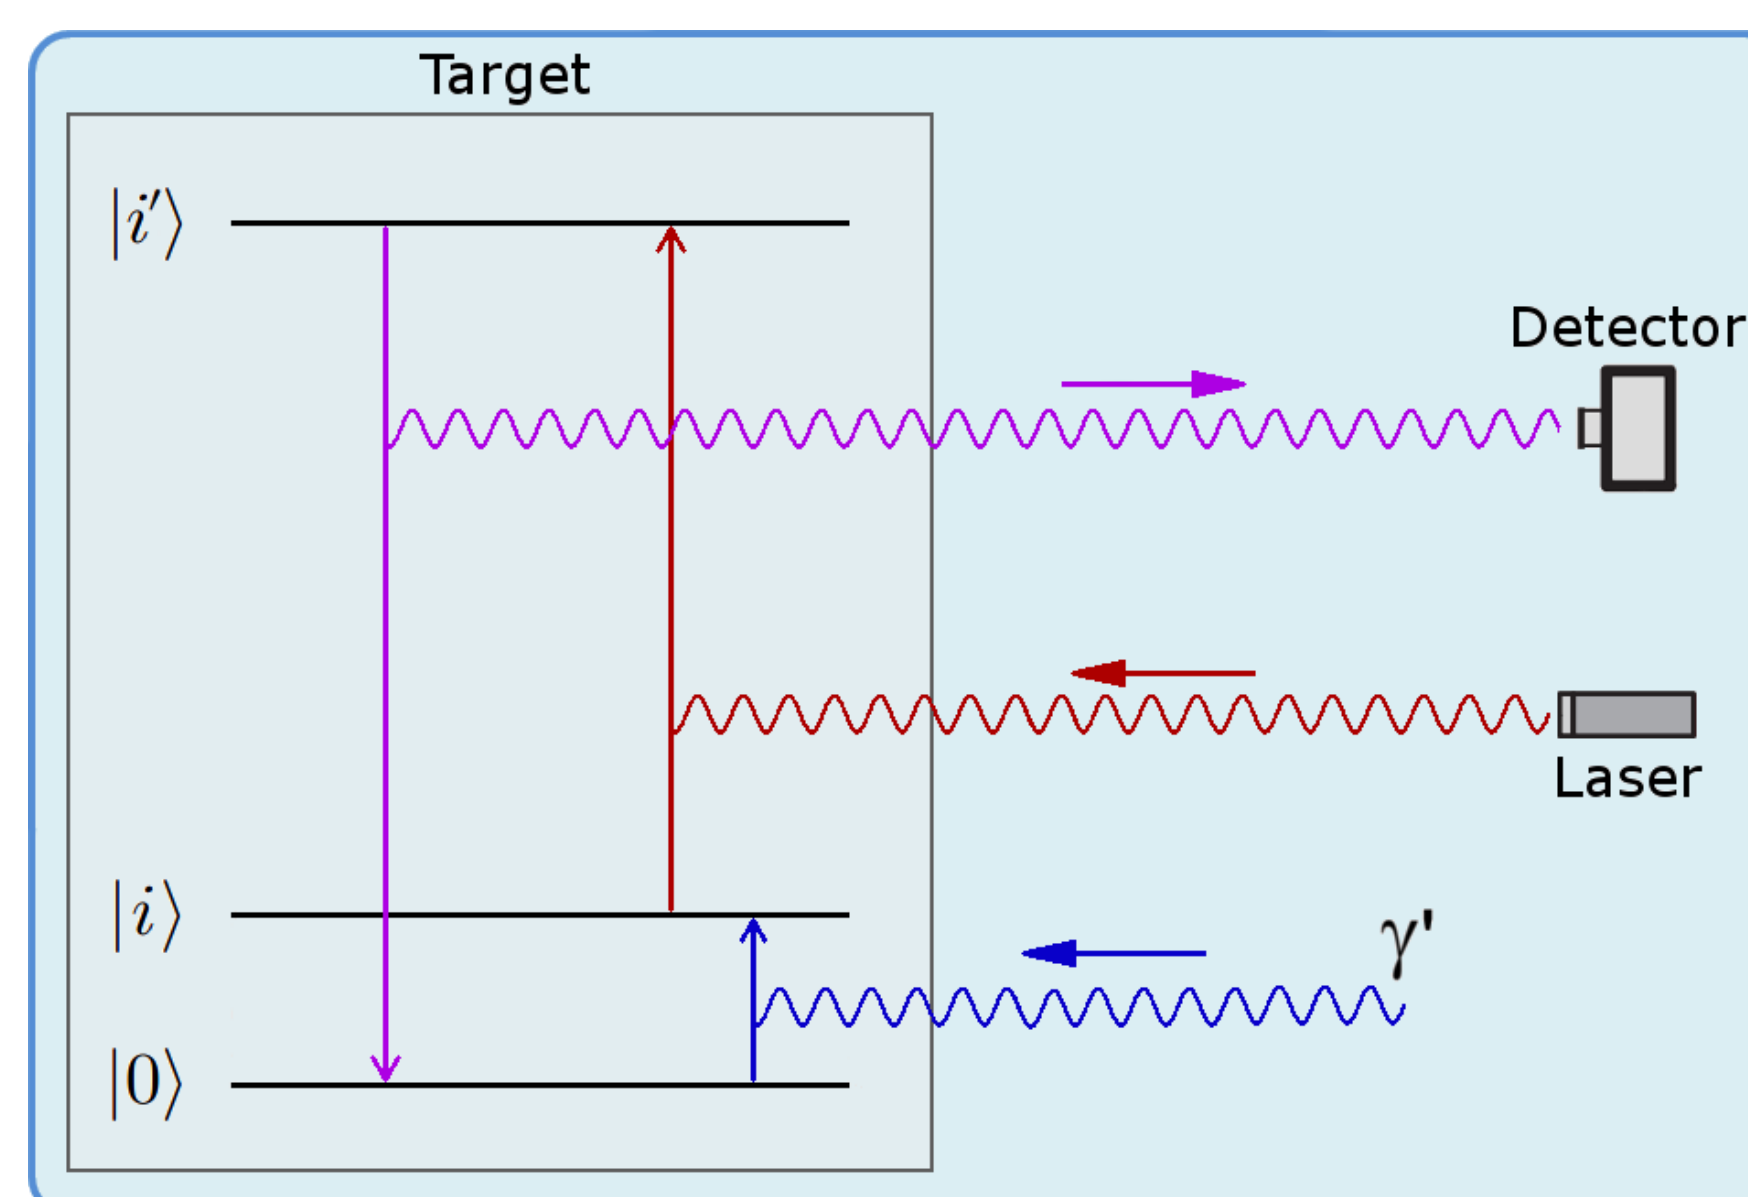 Target
|i′⟩
Detector
Laser
|i⟩
γ'
|0⟩